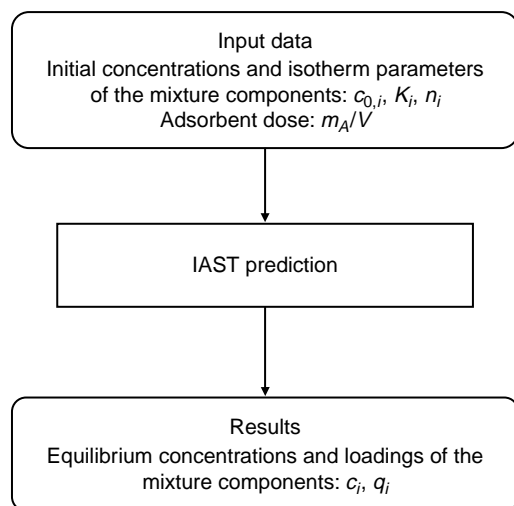 Input data
Initial concentrations and isotherm parameters
of the mixture components: c0,i, Ki, ni
Adsorbent dose: mA/V
IAST prediction
Results
Equilibrium concentrations and loadings of the
mixture components: ci, qi